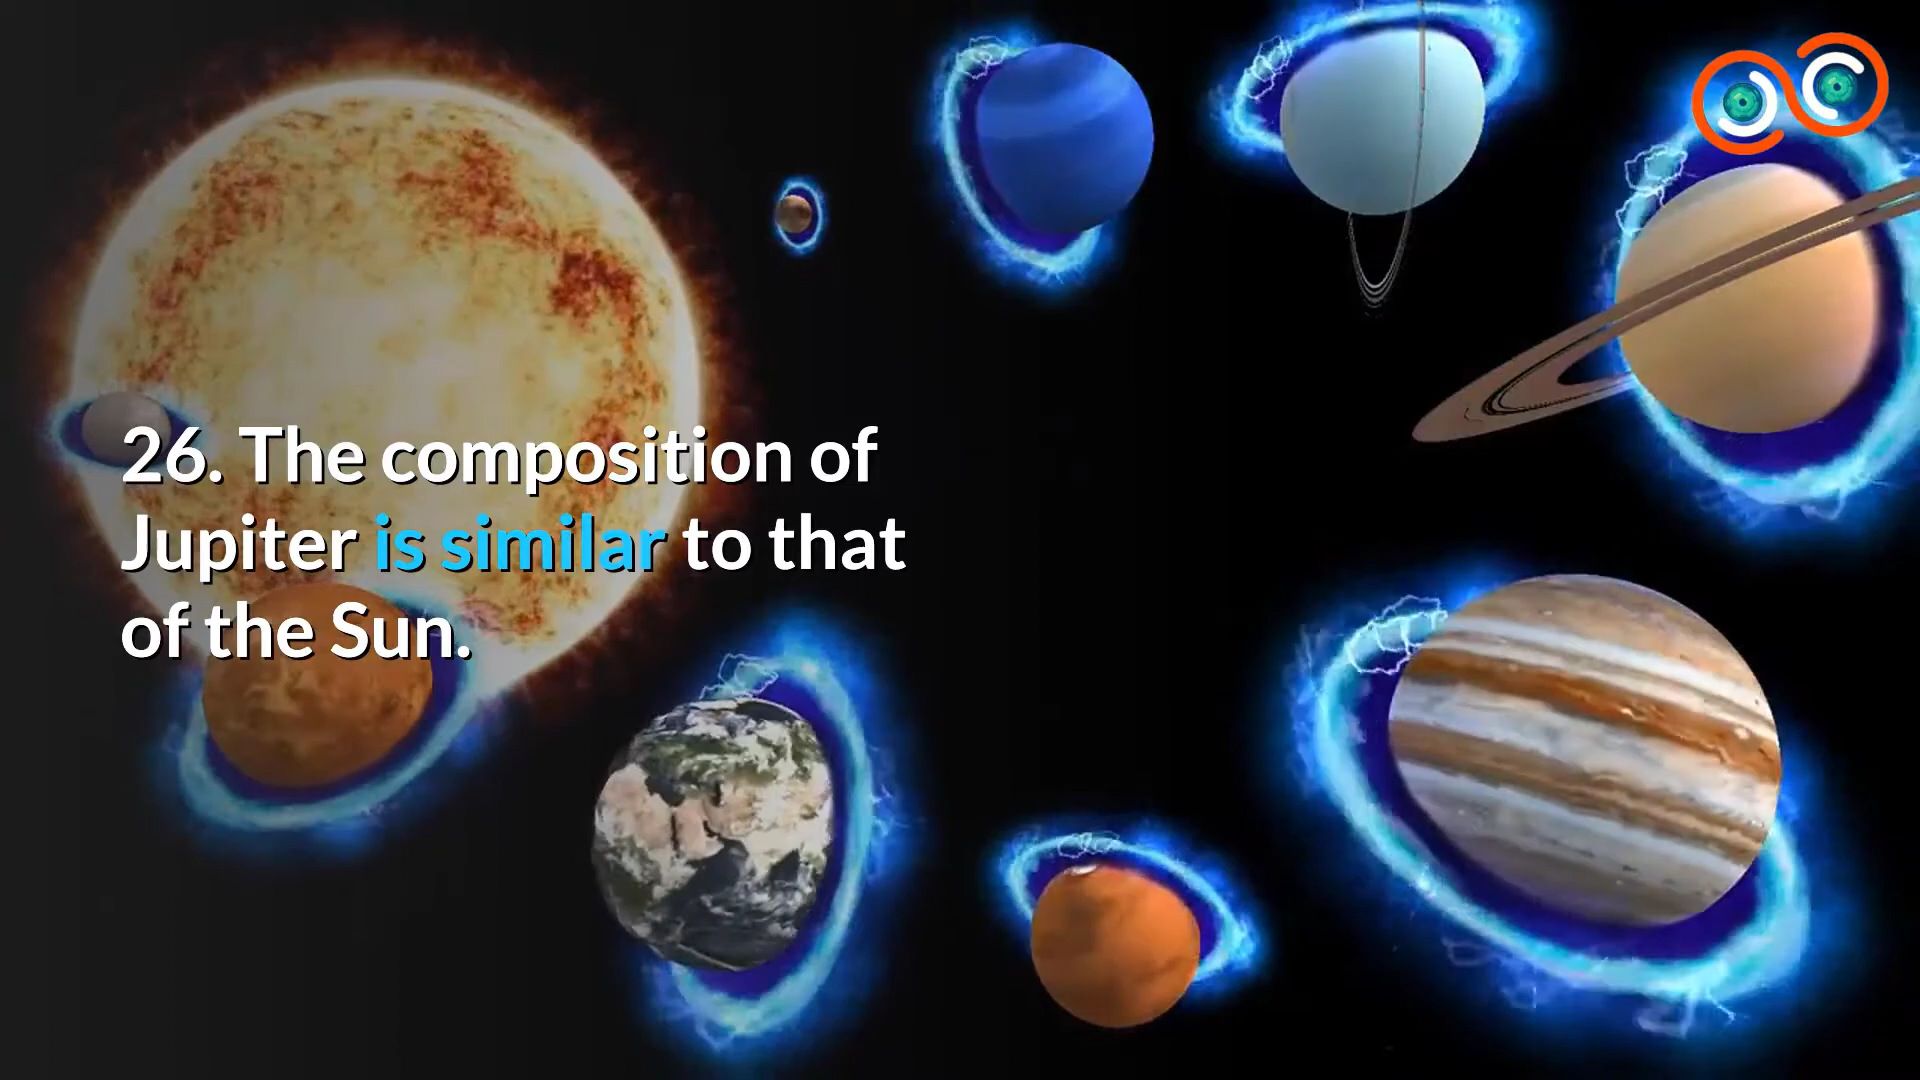 26. The composition of
Jupiter is similar to that
of the Sun.